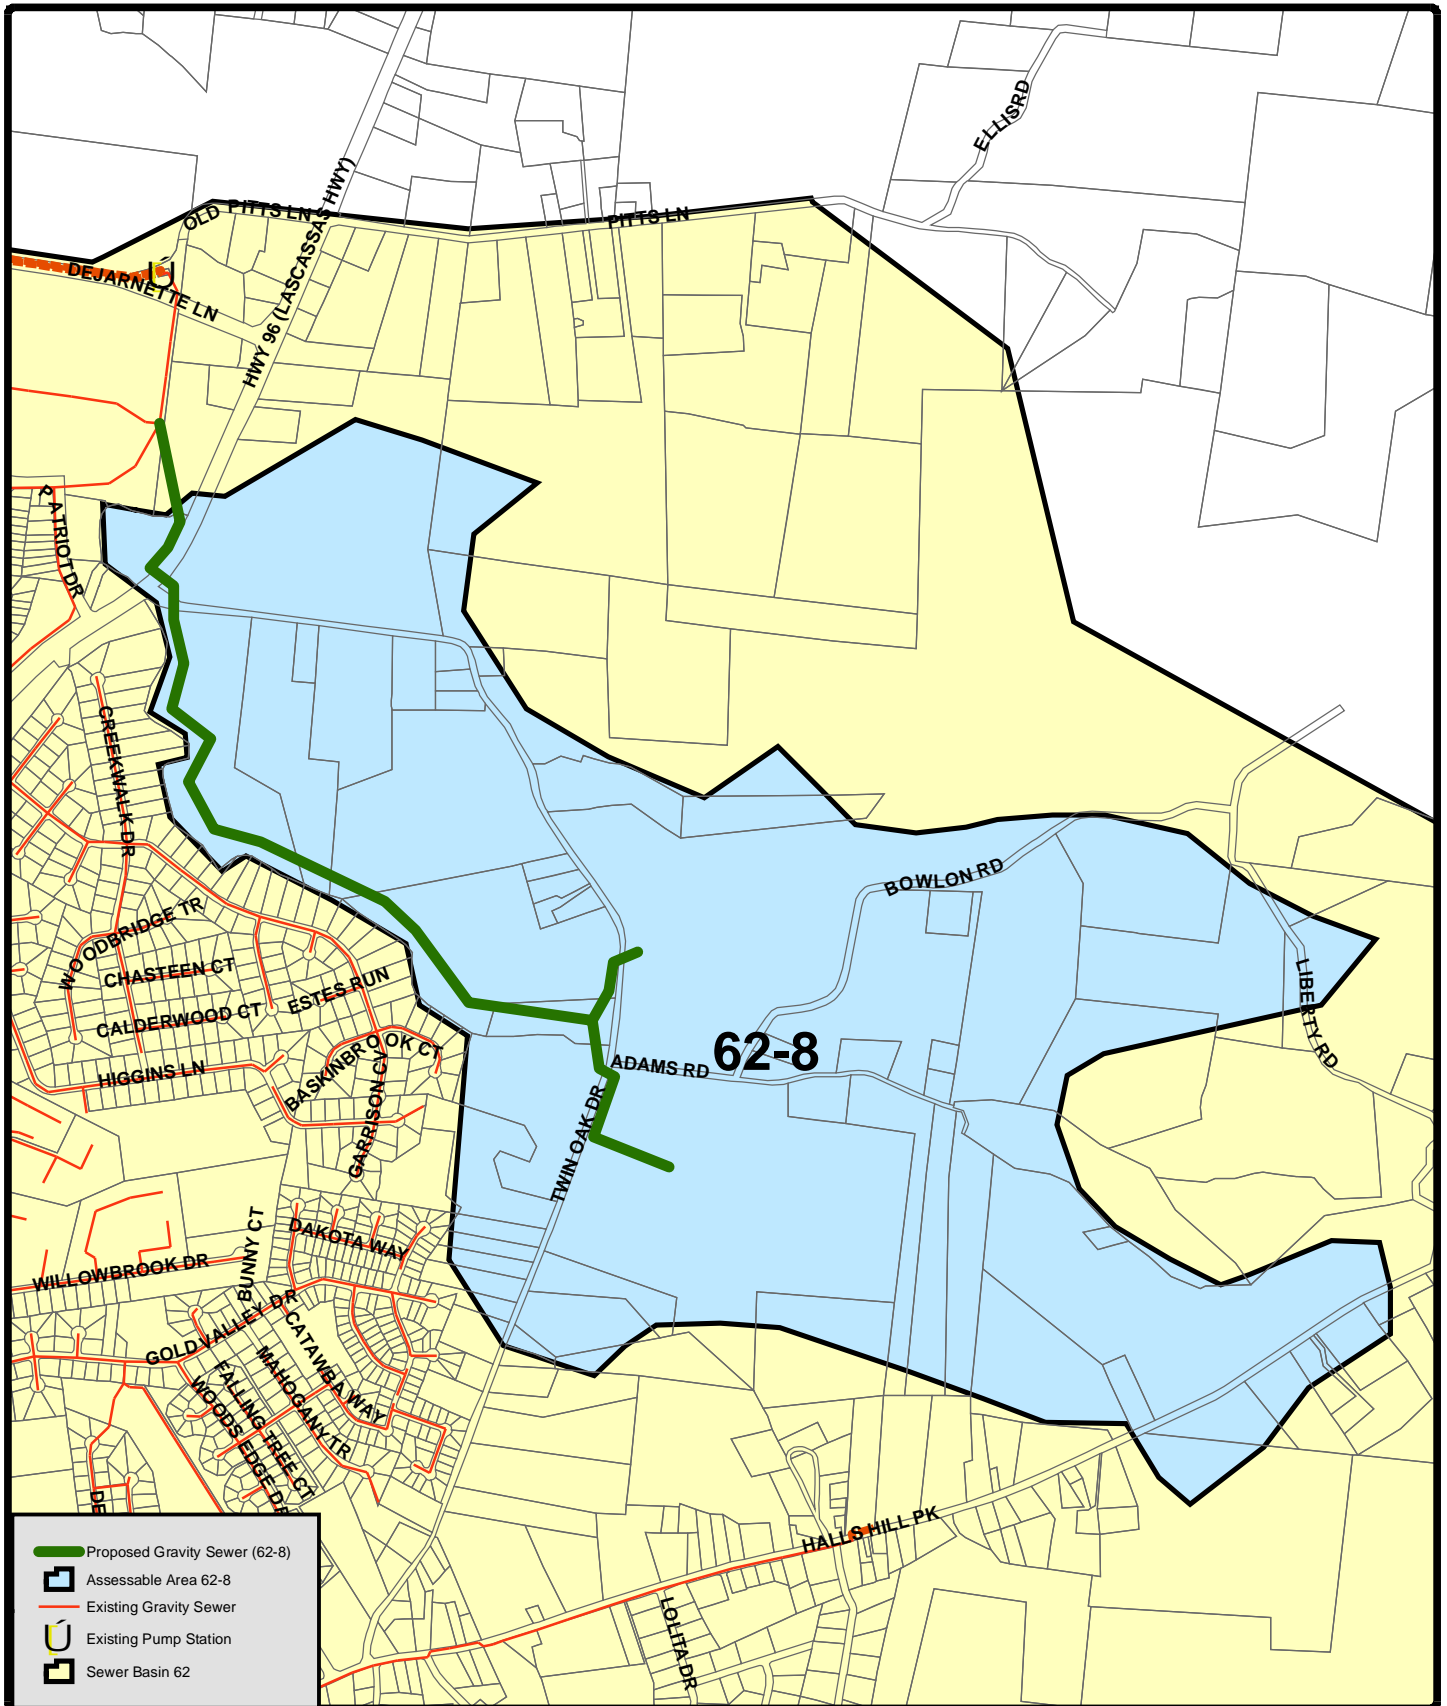 ELLISRD
OLD PITTS LN
PITTS LN
HWY 96 (LASCASSAS HWY)
DEJARNETTE LN
Ú
PATRIOT DR
CREEKWALK DR
BOWLON RD
WOODBRIDGE TR
CHASTEEN CT
ESTES RUN
LIBERTY RD
CALDERWOOD CT
BASKINBROOK CT
62-8
HIGGINS LN
ADAMS RD
GARRISON CV
TWIN OAK DR
BUNNY CT
DAKOTA WAY
WILLOWBROOK DR
GOLD VALLEY DR
CATAWBA WAY
MAHOGANY TR
FALLING TREE CT
WOODS EDGE DR
DE
HALLS HILL PK
LOLITA DR
Proposed Gravity Sewer (62-8)
Assessable Area 62-8
Existing Gravity Sewer
Ú Existing Pump Station
Sewer Basin 62